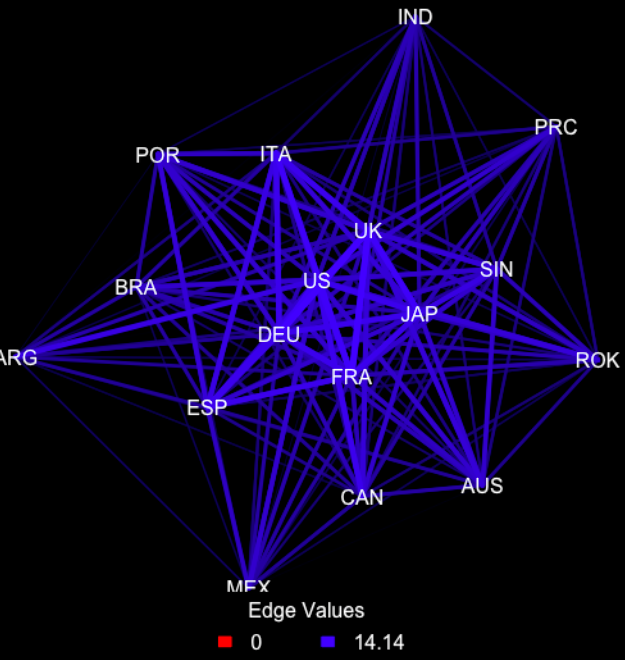 IND
PRC
POR
ITA
UK
SIN
US
BRA
JAP
DEU
ARG
ROK
FRA
ESP
AUS
CAN
MEX
Edge Values
0 14.14